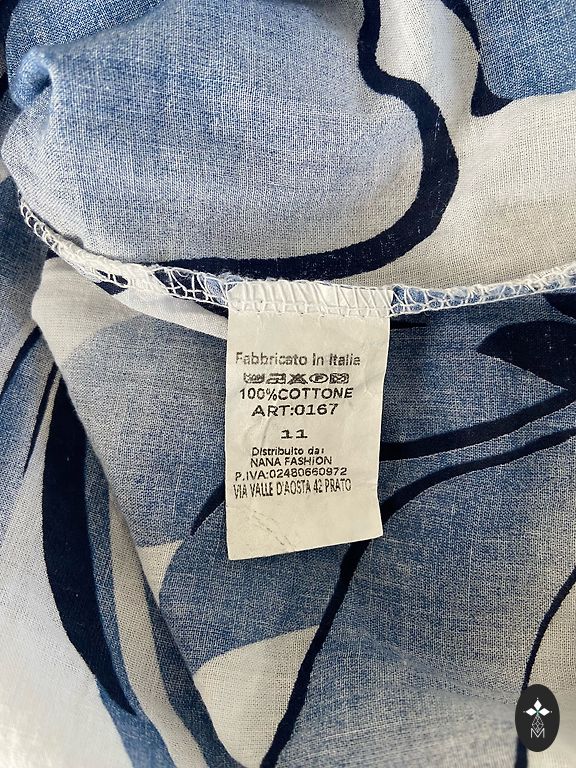 Fabbricato in Italia
100%COTTONE
ART:0167
11
Distribuito da:
NANA FASHION
P.IVA:02480660972
VIA VALLE D'AOSTA 42 PRATO
M